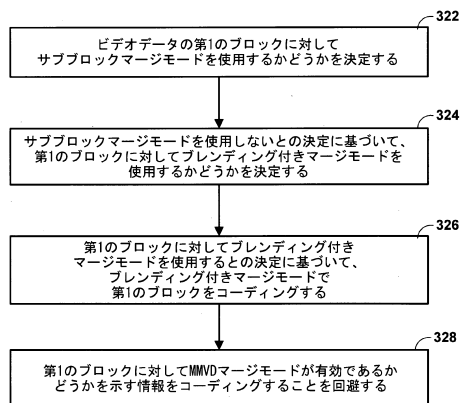 322
ビデオデータの第1のブロックに対して
サブブロックマージモードを使用するかどうかを決定する
324
サブブロックマージモードを使用しないとの決定に基づいて、
第1のブロックに対してブレンディング付きマージモードを
使用するかどうかを決定する
326
第1のブロックに対してブレンディング付き
マージモードを使用するとの決定に基づいて、
ブレンディング付きマージモードで
第1のブロックをコーディングする
328
第1のブロックに対してMMVDマージモードが有効であるか
どうかを示す情報をコーディングすることを回避する